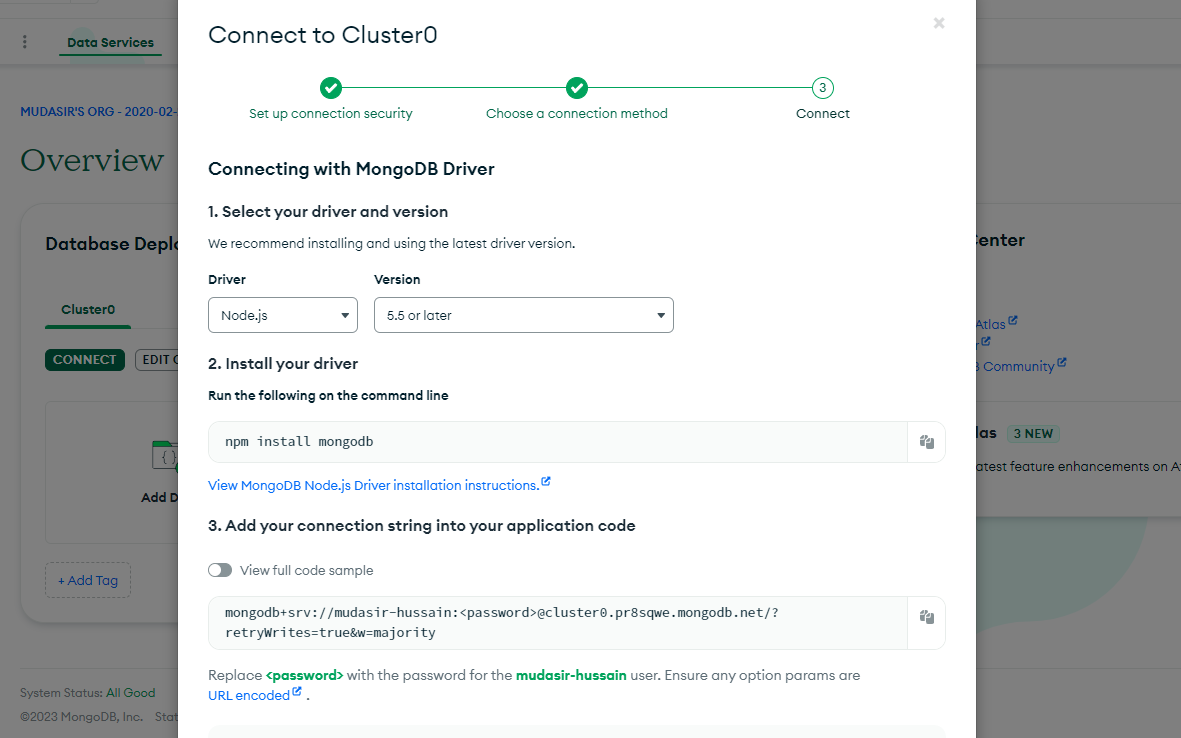 Connect to Cluster0
×
Data Services
Set up connection security
Choose a connection method
3
Connect
MUDASIR'S ORG - 2020-02-
Overview
Connecting with MongoDB Driver
1. Select your driver and version
We recommend installing and using the latest driver version.
Database Deplo
Center
Driver
Version
Cluster0
Node.js
5.5 or later
Atlas
CONNECT
EDIT
2. Install your driver
Community
Run the following on the command line
npm install mongodb
las 3 NEW
atest feature enhancements on A
{ }
Add D
View MongoDB Node.js Driver installation instructions.
3. Add your connection string into your application code
View full code sample
+ Add Tag
mongodb+srv://mudasir-hussain:<password>@cluster0.pr8sqwe.mongodb.net/?
retryWrites=true&w=majority
Replace <password> with the password for the mudasir-hussain user. Ensure any option params are
URL encoded .
System Status: All Good
©2023 MongoDB, Inc. Stat